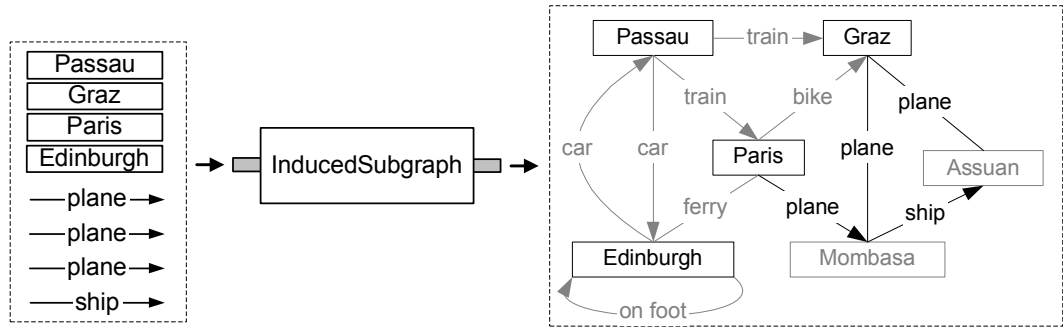 Passau
Graz
Paris
Edinburgh
plane
plane
plane
ship
InducedSubgraph
Passau
train
Graz
train
bike
plane
car
car
Paris
plane
Assuan
ferry
plane
ship
Edinburgh
Mombasa
on foot